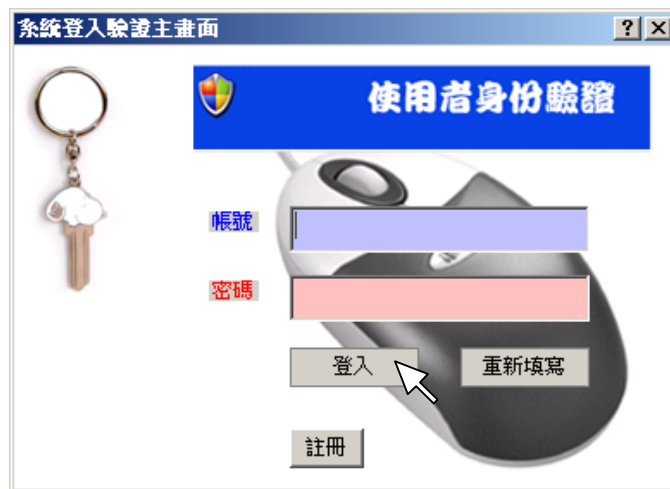 系統登入驗證主畫面
使用者身份驗證
帳號
密碼
登入 重新填寫
註冊